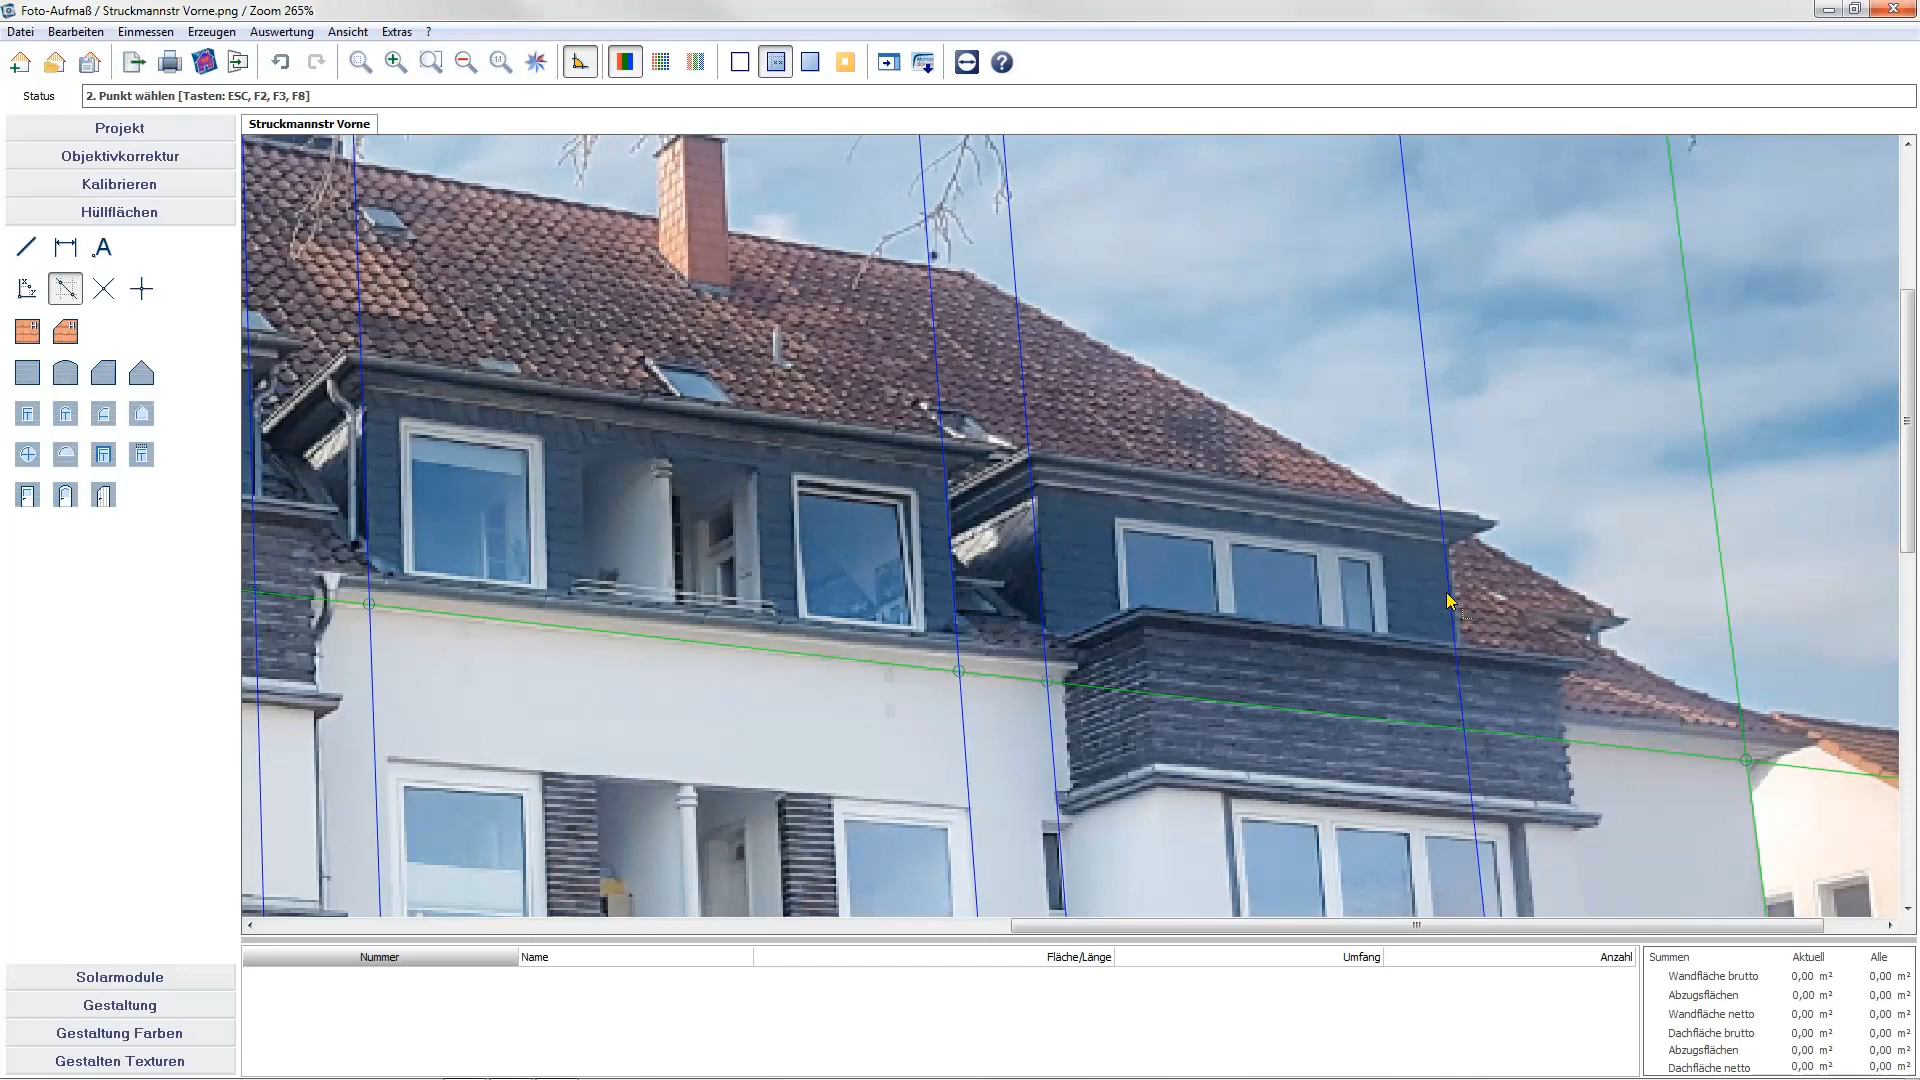 Foto-Aufmaß / Struckmannstr Vorne.png / Zoom 265%
Datei Bearbeiten Einmessen Erzeugen Auswertung Ansicht Extras ?
Status 2. Punkt wählen [Tasten: ESC, F2, F3, F8]
Projekt
Objektivkorrektur
Kalibrieren
Hüllflächen
Struckmannstr Vorne
Solarmodule
Gestaltung
Gestaltung Farben
Gestalten Texturen
Nummer Name Fläche/Länge Umfang Anzahl
Summen Aktuell Alle
Wandfläche brutto 0,00 m² 0,00 m²
Abzugsflächen 0,00 m² 0,00 m²
Wandfläche netto 0,00 m² 0,00 m²
Dachfläche brutto 0,00 m² 0,00 m²
Abzugsflächen 0,00 m² 0,00 m²
Dachfläche netto 0,00 m² 0,00 m²